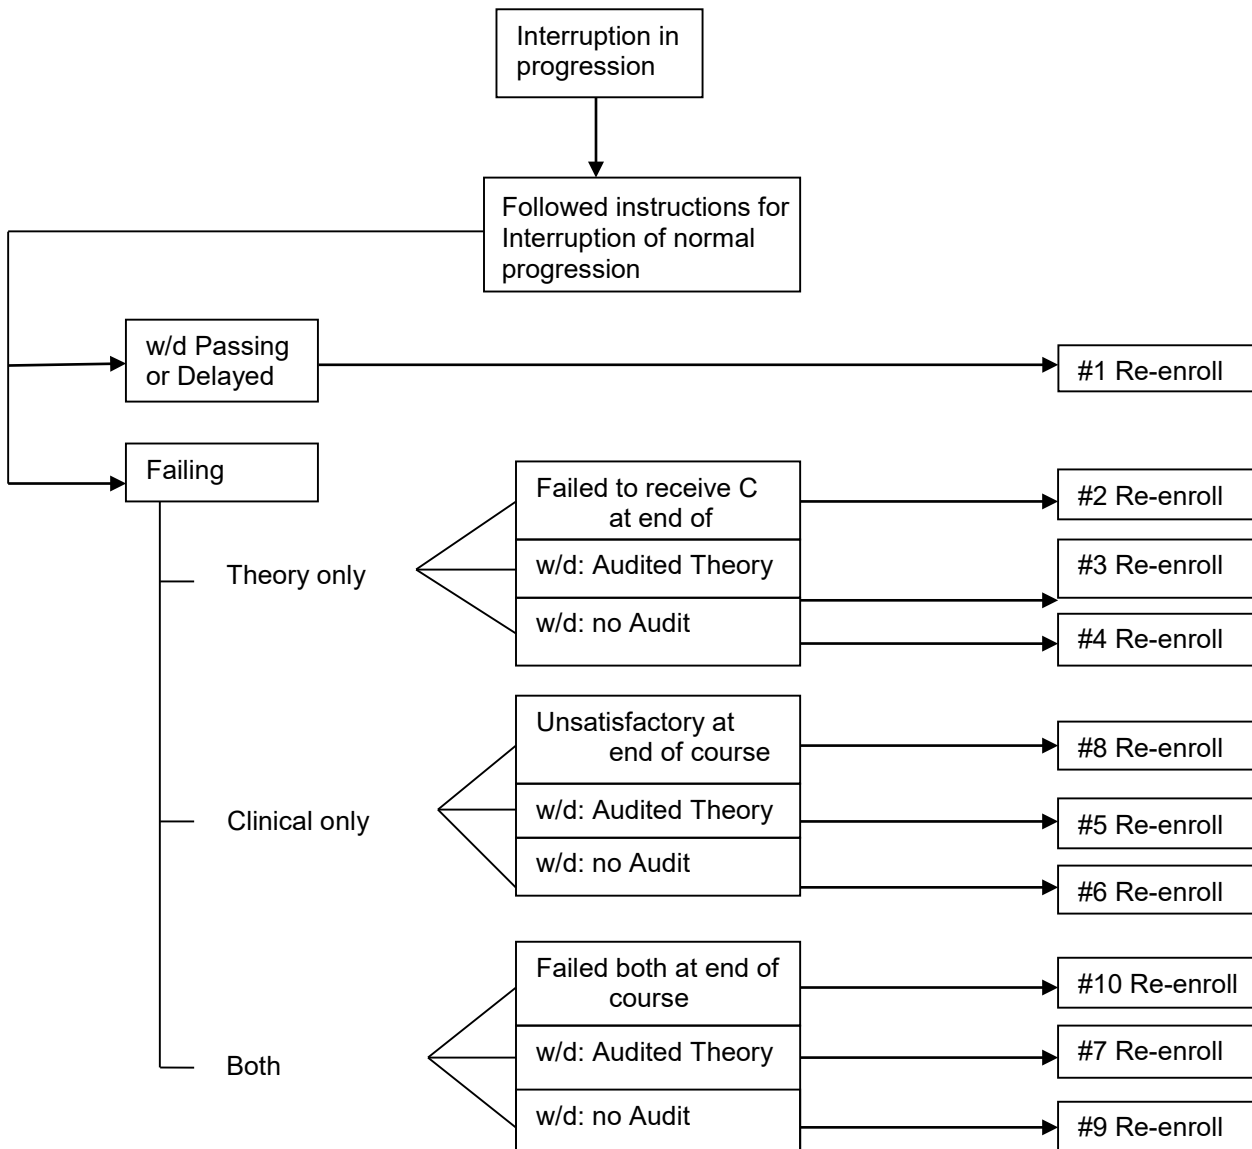 Interruption in
progression
Followed instructions for
Interruption of normal
progression
w/d Passing
or Delayed
#1 Re-enroll
Failing
Theory only
Failed to receive C
at end of
#2 Re-enroll
w/d: Audited Theory
#3 Re-enroll
w/d: no Audit
#4 Re-enroll
Clinical only
Unsatisfactory at
end of course
#8 Re-enroll
w/d: Audited Theory
#5 Re-enroll
w/d: no Audit
#6 Re-enroll
Both
Failed both at end of
course
#10 Re-enroll
w/d: Audited Theory
#7 Re-enroll
w/d: no Audit
#9 Re-enroll